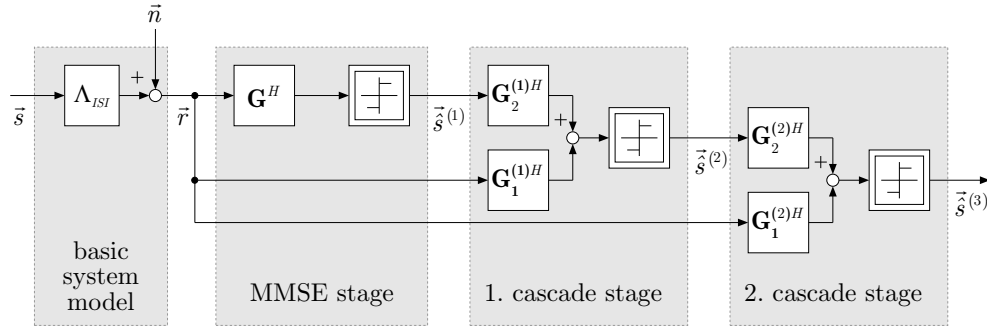 n⃗
+
Λ_ISI
s⃗
r⃗
G^H
ŝ⃗^(1)
G_2^(1)H
+
G_1^(1)H
ŝ⃗^(2)
G_2^(2)H
+
G_1^(2)H
ŝ⃗^(3)
basic
system
model
MMSE stage
1. cascade stage
2. cascade stage